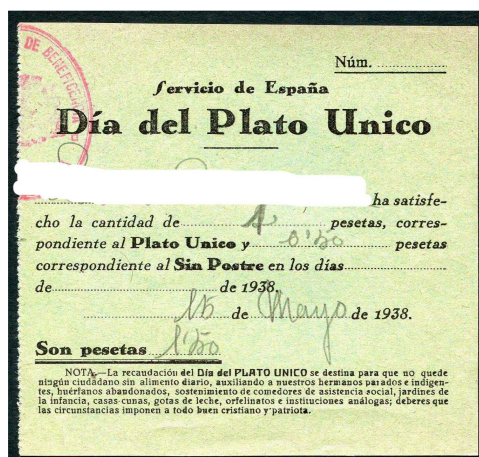 DE BENEFICENCIA
Núm.
Servicio de España
Día del Plato Unico
ha satisfe-
cho la cantidad de 1 pesetas, corres-
pondiente al Plato Unico y 0'50 pesetas
correspondiente al Sin Postre en los días
de de 1938.
15 de Mayo de 1938.
Son pesetas 1'50
NOTA.—La recaudación del Día del PLATO UNICO se destina para que no quede
ningún ciudadano sin alimento diario, auxiliando a nuestros hermanos parados e indigen-
tes, huérfanos abandonados, sostenimiento de comedores de asistencia social, jardines de
la infancia, casas-cunas, gotas de leche, orfelinatos e instituciones análogas; deberes que
las circunstancias imponen a todo buen cristiano y patriota.